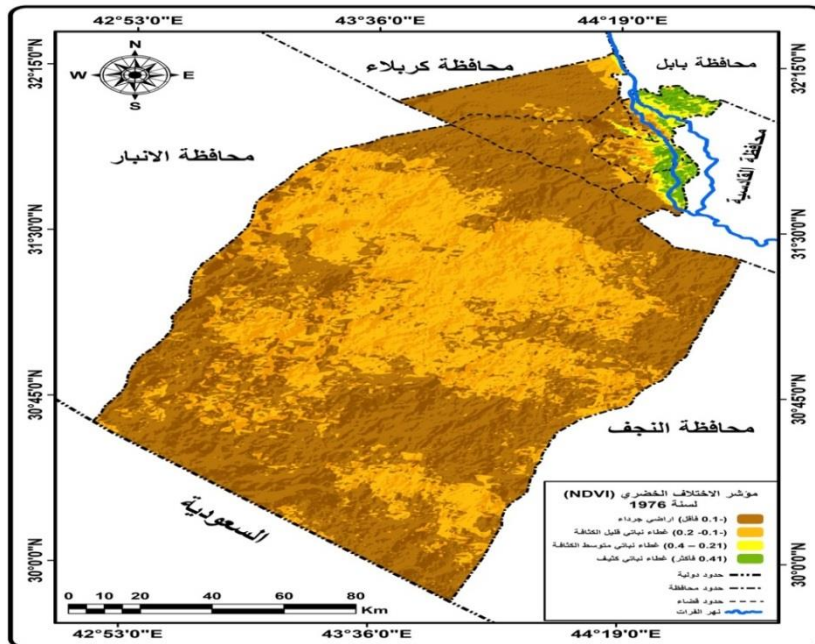 42°53'0"E 43°36'0"E 44°19'0"E
N
W E
S
محافظة كربلاء
محافظة بابل
محافظة القادسية
محافظة الانبار
محافظة النجف
السعودية
32°15'0"N
31°30'0"N
30°45'0"N
30°0'0"N
32°15'0"N
31°30'0"N
30°45'0"N
30°0'0"N
مؤشر الاختلاف الخضري (NDVI)
لسنة 1976
(-0.1 فاقل) اراضي جرداء
(-0.1 - 0.2) غطاء نباتي قليل الكثافة
(0.21 – 0.4) غطاء نباتي متوسط الكثافة
(0.41 فاكثر) غطاء نباتي كثيف
حدود دولية
حدود محافظة
حدود قضاء
نهر الفرات
0 5 10 20 40 60 80
Km
42°53'0"E 43°36'0"E 44°19'0"E